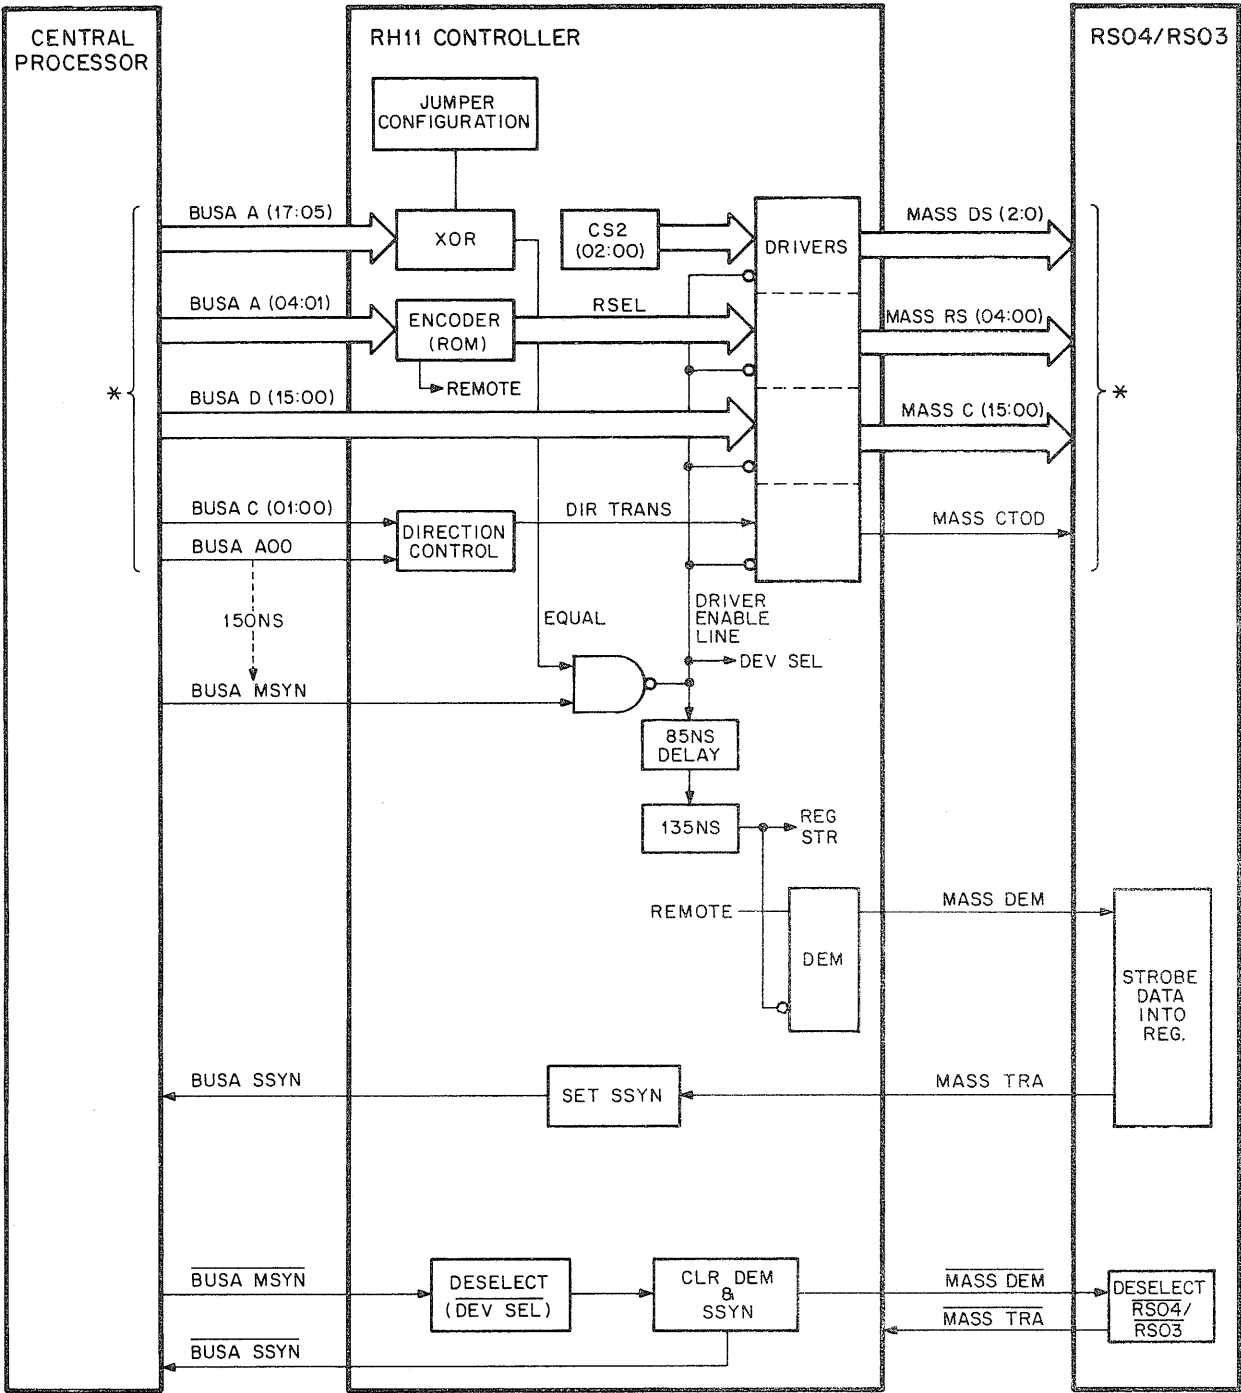 CENTRAL
PROCESSOR
RH11 CONTROLLER
RSO4/RSO3
JUMPER
CONFIGURATION
BUSA A (17:05)
XOR
CS2
(02:00)
DRIVERS
MASS DS (2:0)
BUSA A (04:01)
ENCODER
(ROM)
RSEL
MASS RS (04:00)
REMOTE
*
*
BUSA D (15:00)
MASS C (15:00)
BUSA C (01:00)
DIRECTION
CONTROL
DIR TRANS
MASS CTOD
BUSA A00
150NS
EQUAL
DRIVER
ENABLE
LINE
DEV SEL
BUSA MSYN
85NS
DELAY
135NS
REG
STR
REMOTE
DEM
MASS DEM
STROBE
DATA
INTO
REG.
BUSA SSYN
SET SSYN
MASS TRA
BUSA MSYN
DESELECT
(DEV SEL)
CLR DEM
&
SSYN
MASS DEM
DESELECT
RSO4/
RSO3
MASS TRA
BUSA SSYN